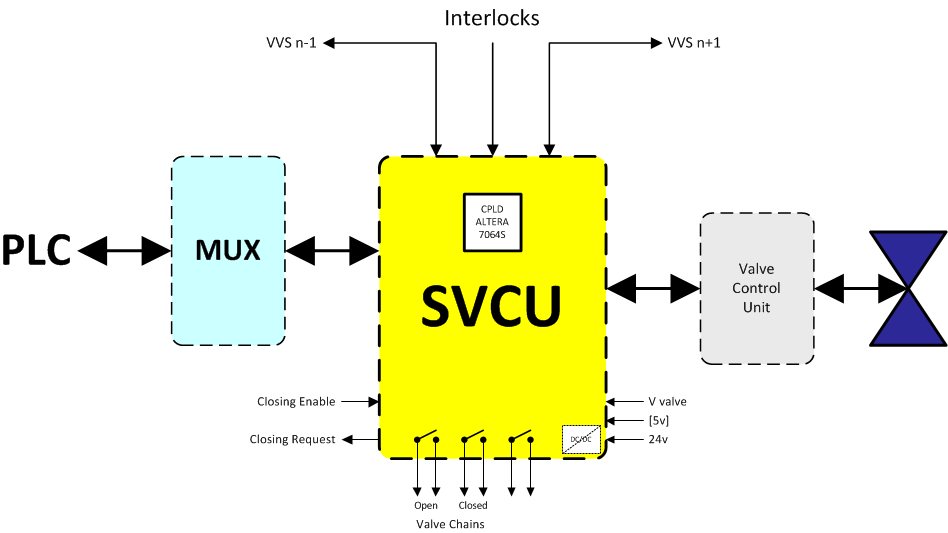 Interlocks
VVS n-1
VVS n+1
CPLD
ALTERA
7064S
PLC
MUX
SVCU
Valve
Control
Unit
Closing Enable
V valve
[5v]
Closing Request
DC/DC
24v
Open
Closed
Valve Chains